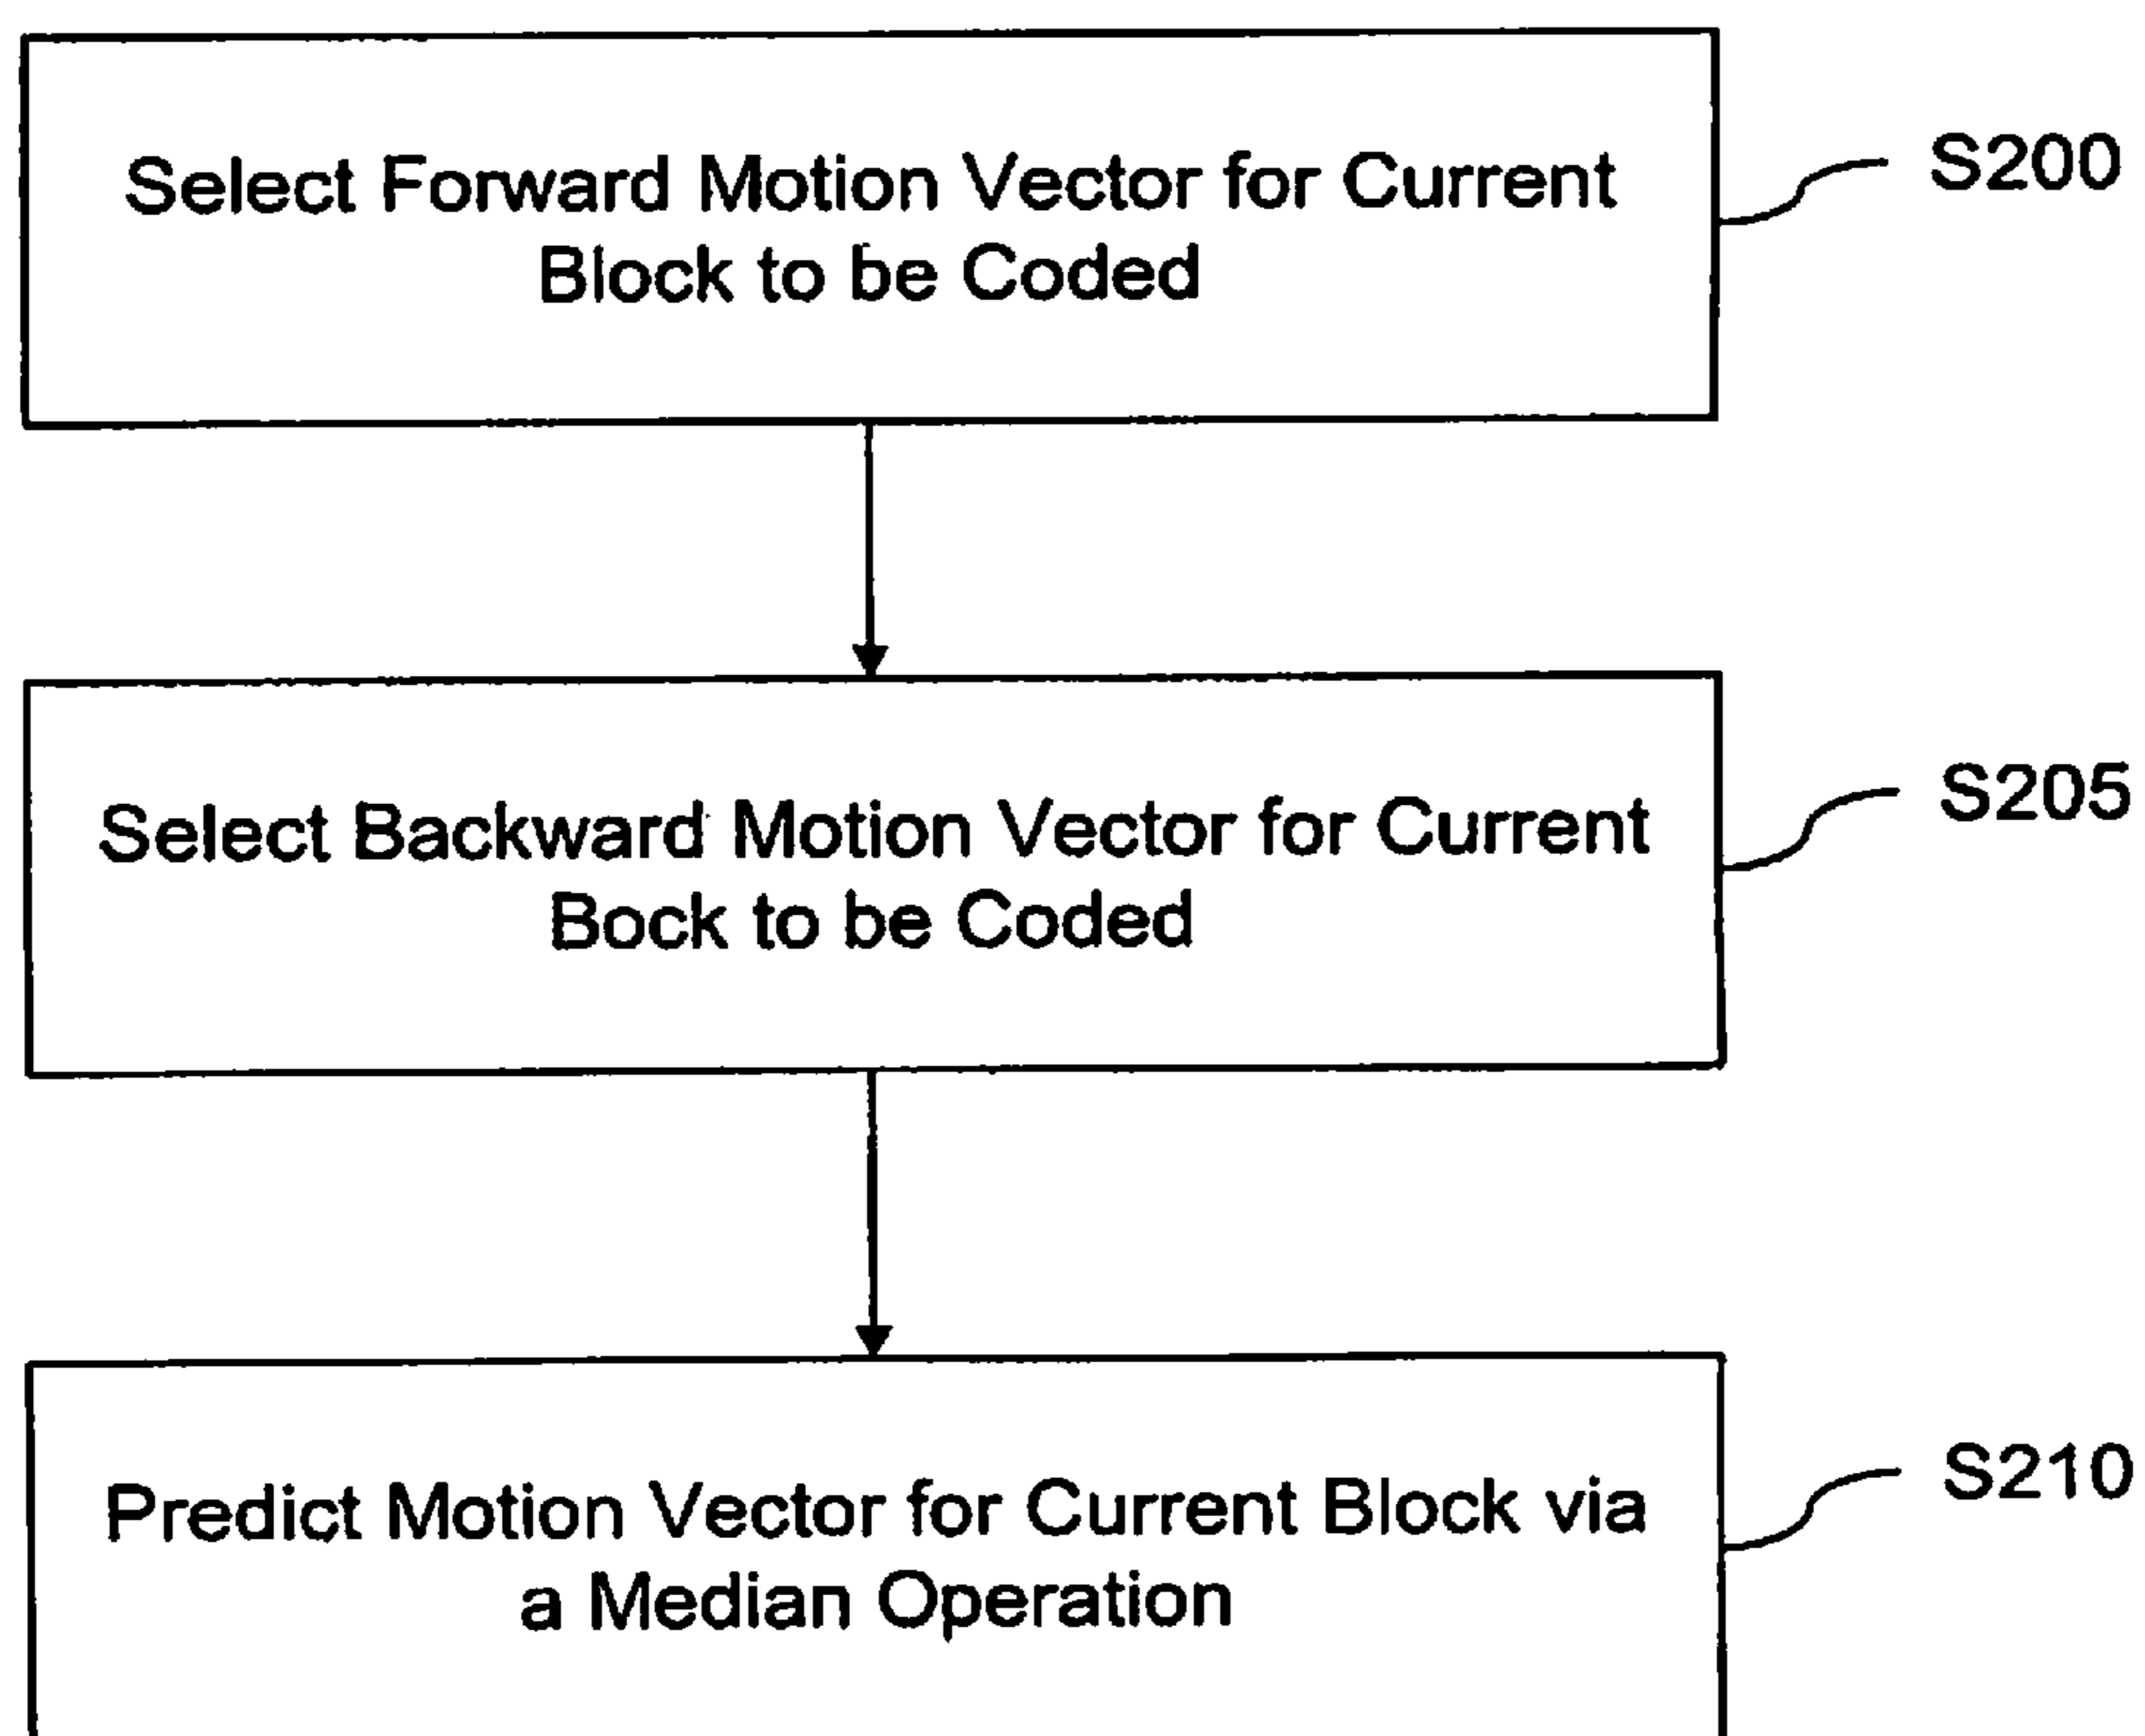 Select Forward Motion Vector for Current
Block to be Coded
S200
Select Backward Motion Vector for Current
Bock to be Coded
S205
Predict Motion Vector for Current Block via
a Median Operation
S210